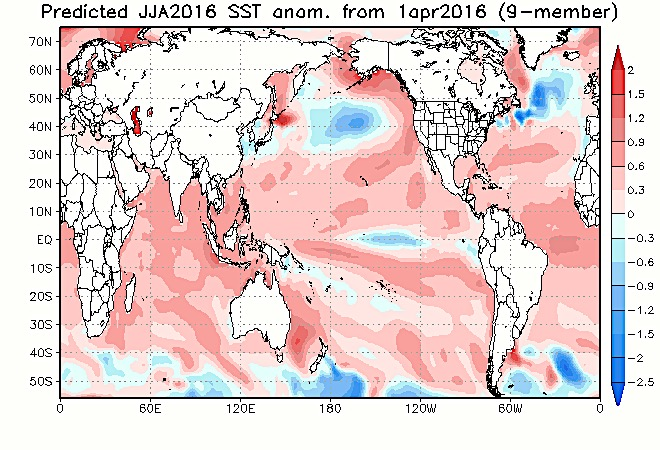 Predicted JJA2016 SST anom. from 1apr2016 (9-member)
70N
60N
50N
40N
30N
20N
10N
EQ
10S
20S
30S
40S
50S
0 60E 120E 180 120W 60W 0
2
1.5
1.2
0.9
0.6
0.3
0
-0.3
-0.6
-0.9
-1.2
-1.5
-2
-2.5